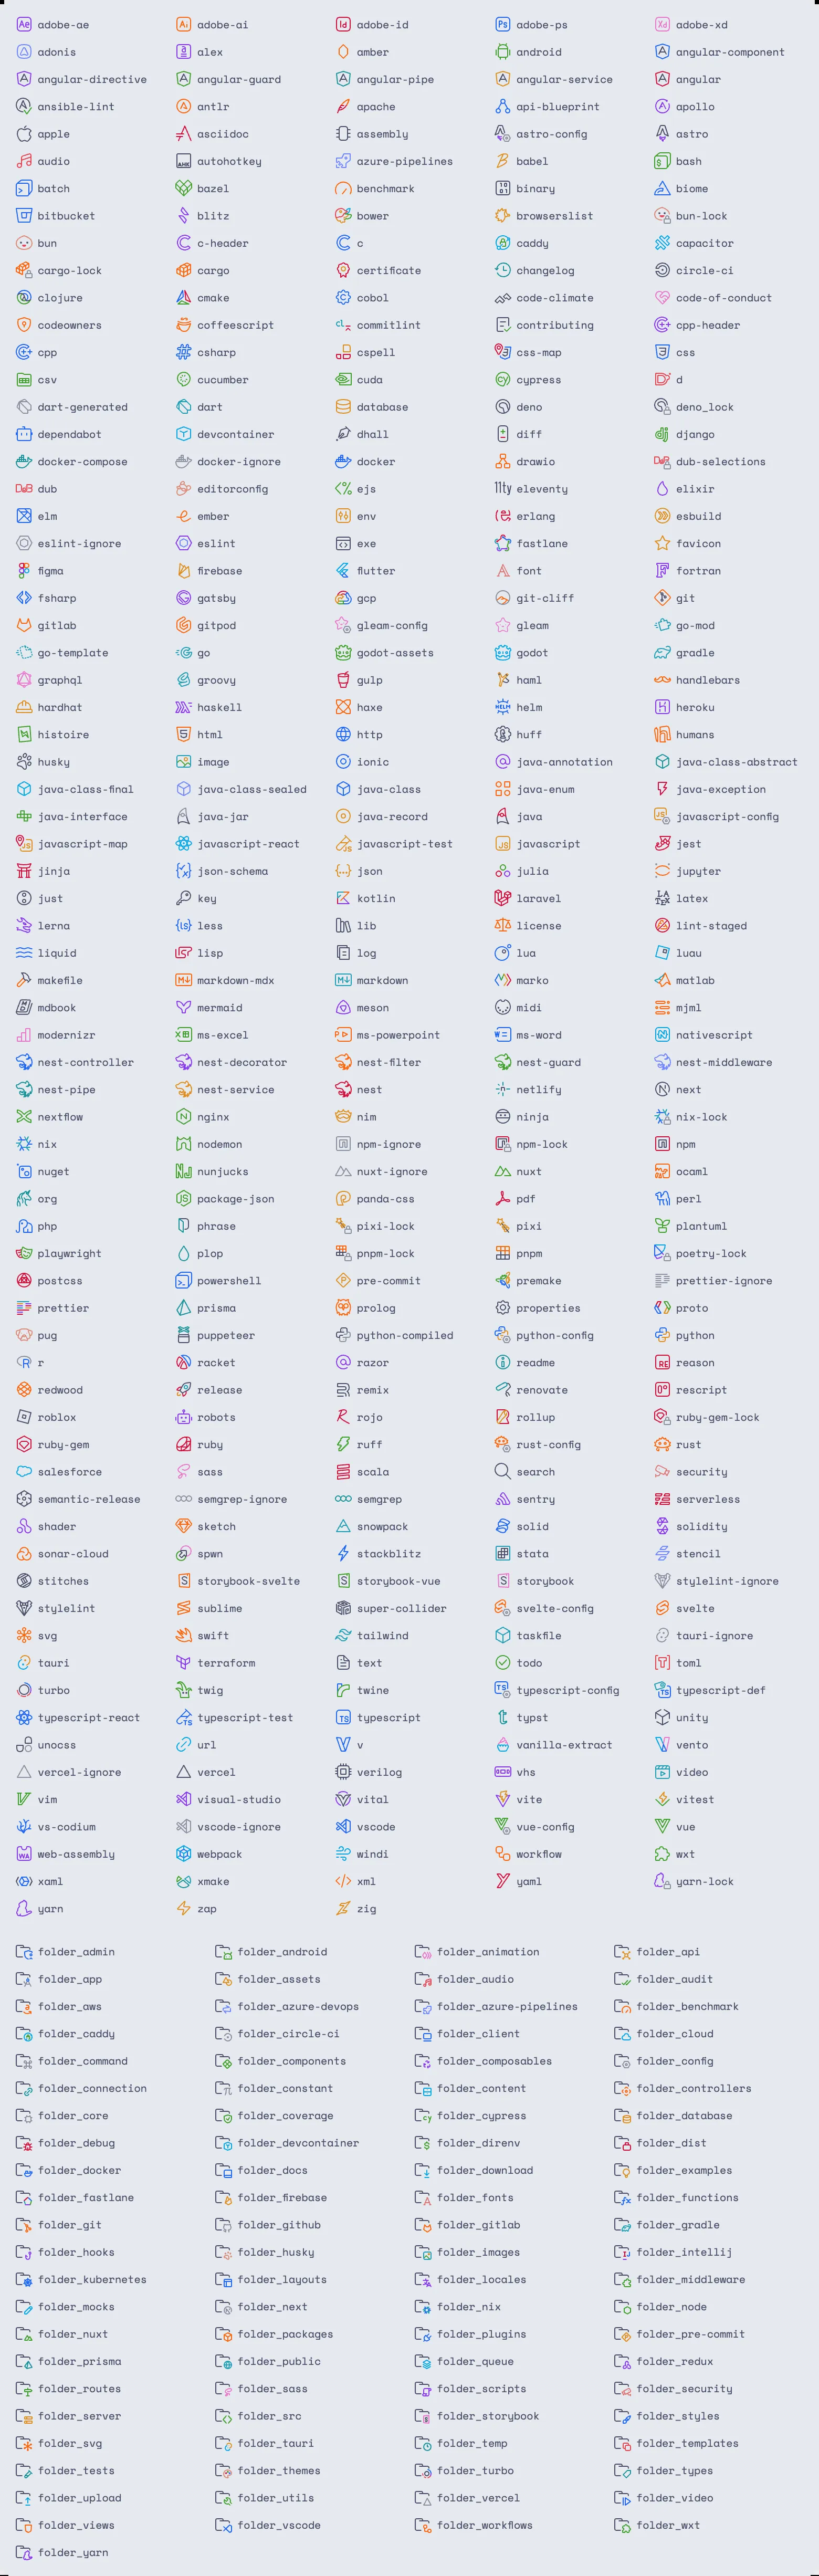 adobe-ae adobe-ai adobe-id adobe-ps adobe-xd
adonis alex amber android angular-component
angular-directive angular-guard angular-pipe angular-service angular
ansible-lint antlr apache api-blueprint apollo
apple asciidoc assembly astro-config astro
audio autohotkey azure-pipelines babel bash
batch bazel benchmark binary biome
bitbucket blitz bower browserslist bun-lock
bun c-header c caddy capacitor
cargo-lock cargo certificate changelog circle-ci
clojure cmake cobol code-climate code-of-conduct
codeowners coffeescript commitlint contributing cpp-header
cpp csharp cspell css-map css
csv cucumber cuda cypress d
dart-generated dart database deno deno_lock
dependabot devcontainer dhall diff django
docker-compose docker-ignore docker drawio dub-selections
dub editorconfig ejs eleventy elixir
elm ember env erlang esbuild
eslint-ignore eslint exe fastlane favicon
figma firebase flutter font fortran
fsharp gatsby gcp git-cliff git
gitlab gitpod gleam-config gleam go-mod
go-template go godot-assets godot gradle
graphql groovy gulp haml handlebars
hardhat haskell haxe helm heroku
histoire html http huff humans
husky image ionic java-annotation java-class-abstract
java-class-final java-class-sealed java-class java-enum java-exception
java-interface java-jar java-record java javascript-config
javascript-map javascript-react javascript-test javascript jest
jinja json-schema json julia jupyter
just key kotlin laravel latex
lerna less lib license lint-staged
liquid lisp log lua luau
makefile markdown-mdx markdown marko matlab
mdbook mermaid meson midi mjml
modernizr ms-excel ms-powerpoint ms-word nativescript
nest-controller nest-decorator nest-filter nest-guard nest-middleware
nest-pipe nest-service nest netlify next
nextflow nginx nim ninja nix-lock
nix nodemon npm-ignore npm-lock npm
nuget nunjucks nuxt-ignore nuxt ocaml
org package-json panda-css pdf perl
php phrase pixi-lock pixi plantuml
playwright plop pnpm-lock pnpm poetry-lock
postcss powershell pre-commit premake prettier-ignore
prettier prisma prolog properties proto
pug puppeteer python-compiled python-config python
r racket razor readme reason
redwood release remix renovate rescript
roblox robots rojo rollup ruby-gem-lock
ruby-gem ruby ruff rust-config rust
salesforce sass scala search security
semantic-release semgrep-ignore semgrep sentry serverless
shader sketch snowpack solid solidity
sonar-cloud spwn stackblitz stata stencil
stitches storybook-svelte storybook-vue storybook stylelint-ignore
stylelint sublime super-collider svelte-config svelte
svg swift tailwind taskfile tauri-ignore
tauri terraform text todo toml
turbo twig twine typescript-config typescript-def
typescript-react typescript-test typescript typst unity
unocss url v vanilla-extract vento
vercel-ignore vercel verilog vhs video
vim visual-studio vital vite vitest
vs-codium vscode-ignore vscode vue-config vue
web-assembly webpack windi workflow wxt
xaml xmake xml yaml yarn-lock
yarn zap zig
folder_admin folder_android folder_animation folder_api
folder_app folder_assets folder_audio folder_audit
folder_aws folder_azure-devops folder_azure-pipelines folder_benchmark
folder_caddy folder_circle-ci folder_client folder_cloud
folder_command folder_components folder_composables folder_config
folder_connection folder_constant folder_content folder_controllers
folder_core folder_coverage folder_cypress folder_database
folder_debug folder_devcontainer folder_direnv folder_dist
folder_docker folder_docs folder_download folder_examples
folder_fastlane folder_firebase folder_fonts folder_functions
folder_git folder_github folder_gitlab folder_gradle
folder_hooks folder_husky folder_images folder_intellij
folder_kubernetes folder_layouts folder_locales folder_middleware
folder_mocks folder_next folder_nix folder_node
folder_nuxt folder_packages folder_plugins folder_pre-commit
folder_prisma folder_public folder_queue folder_redux
folder_routes folder_sass folder_scripts folder_security
folder_server folder_src folder_storybook folder_styles
folder_svg folder_tauri folder_temp folder_templates
folder_tests folder_themes folder_turbo folder_types
folder_upload folder_utils folder_vercel folder_video
folder_views folder_vscode folder_workflows folder_wxt
folder_yarn